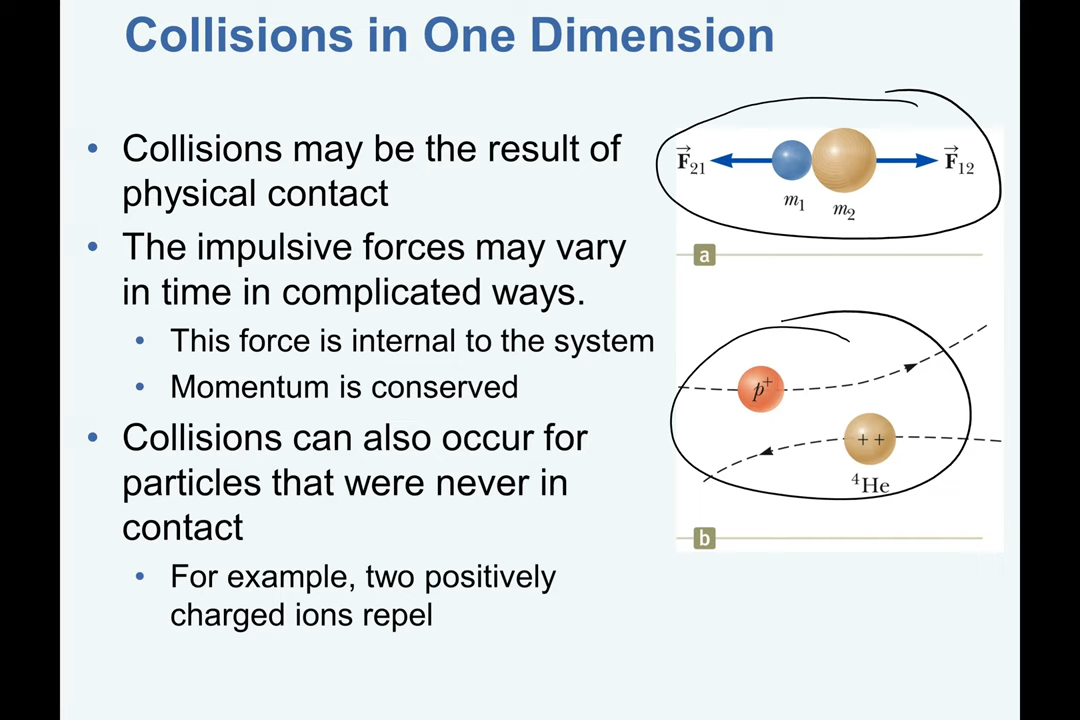 Collisions in One Dimension
• Collisions may be the result of
physical contact
• The impulsive forces may vary
in time in complicated ways.
• This force is internal to the system
• Momentum is conserved
• Collisions can also occur for
particles that were never in
contact
• For example, two positively
charged ions repel
F⃗₂₁
F⃗₁₂
m₁
m₂
a
p⁺
++
⁴He
b